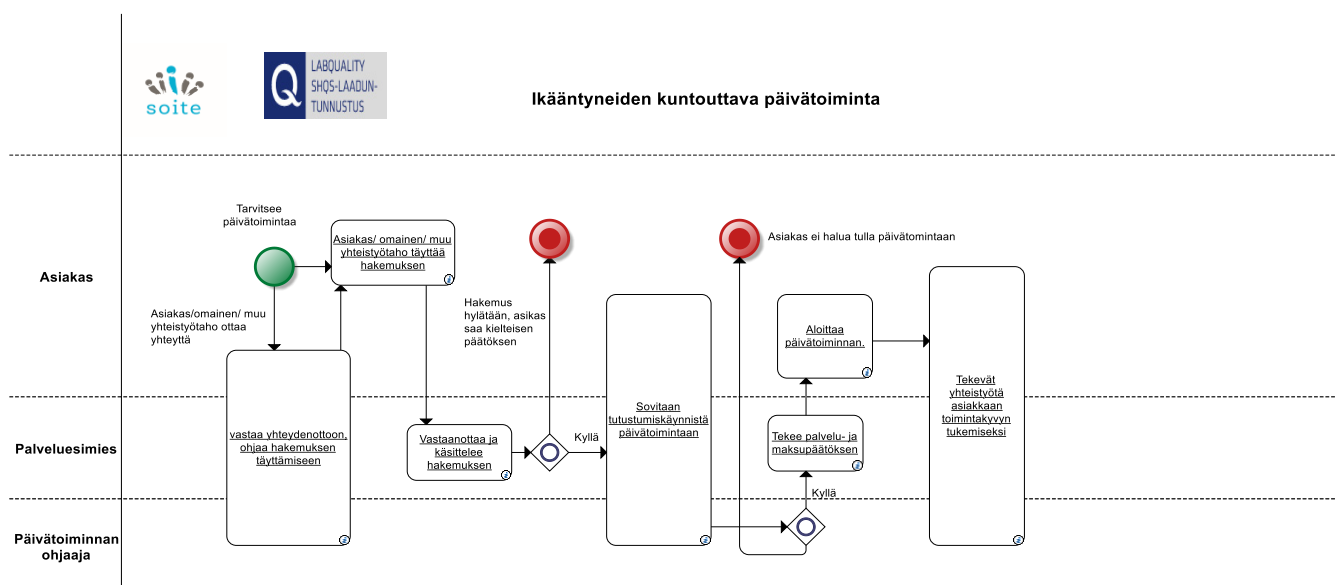 soite
Q
LABQUALITY
SHQS-LAADUN-
TUNNUSTUS
Ikääntyneiden kuntouttava päivätoiminta
Asiakas
Tarvitsee
päivätoimintaa
Asiakas/ omainen/ muu
yhteistyötaho täyttää
hakemuksen
Asiakas/omainen/ muu
yhteistyötaho ottaa
yhteyttä
Hakemus
hylätään, asikas
saa kielteisen
päätöksen
Asiakas ei halua tulla päivätomintaan
Aloittaa
päivätoiminnan.
Tekevät
yhteistyötä
asiakkaan
toimintakyvyn
tukemiseksi
Palveluesimies
vastaa yhteydenottoon,
ohjaa hakemuksen
täyttämiseen
Vastaanottaa ja
käsittelee
hakemuksen
Kyllä
Sovitaan
tutustumiskäynnistä
päivätoimintaan
Tekee palvelu- ja
maksupäätöksen
Kyllä
Päivätoiminnan
ohjaaja